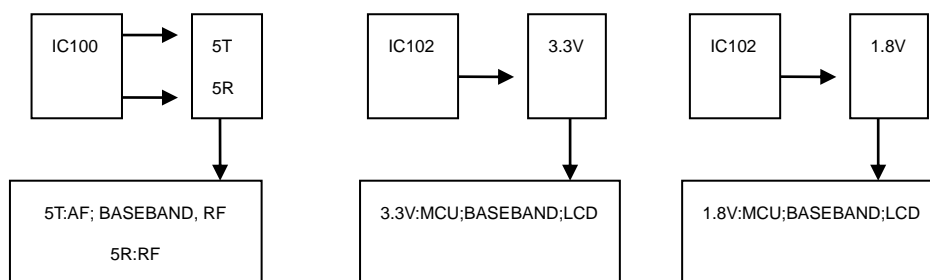 IC100
5T
5R
IC102
3.3V
IC102
1.8V
5T:AF; BASEBAND, RF
5R:RF
3.3V:MCU;BASEBAND;LCD
1.8V:MCU;BASEBAND;LCD